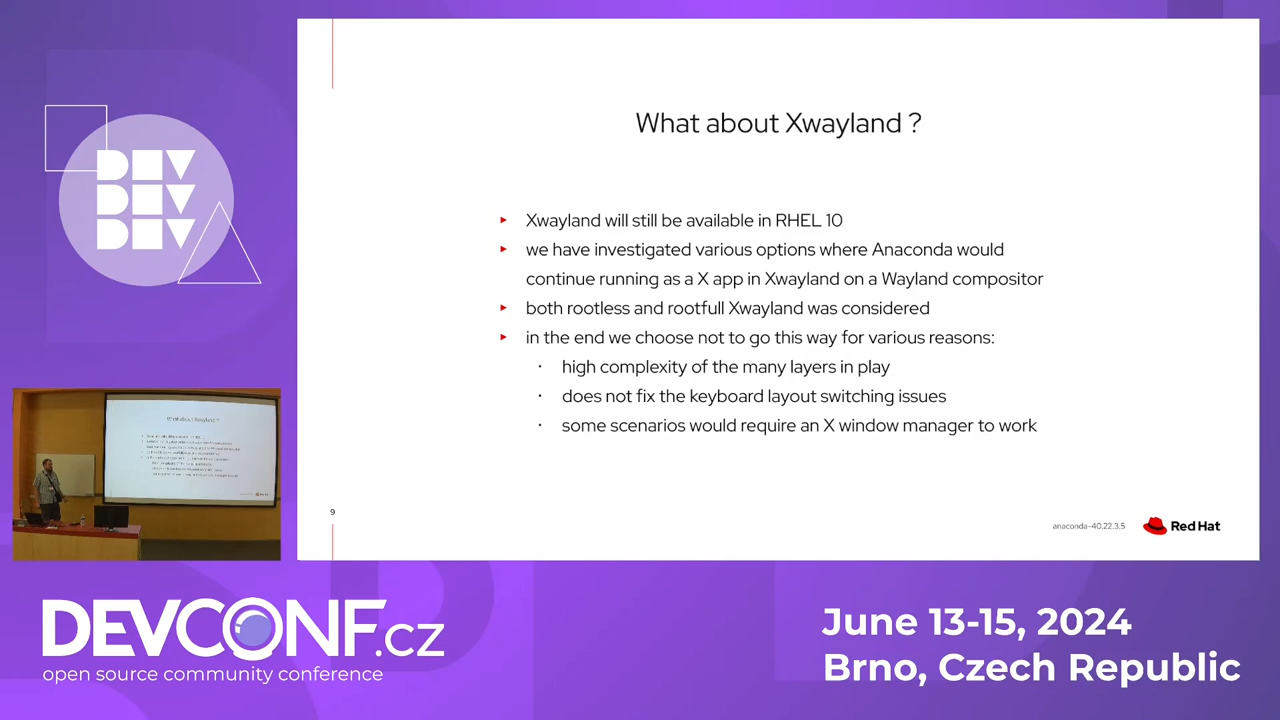 DEV
DEV
DEV
What about Xwayland ?
Xwayland will still be available in RHEL 10
we have investigated various options where Anaconda would
continue running as a X app in Xwayland on a Wayland compositor
both rootless and rootfull Xwayland was considered
in the end we choose not to go this way for various reasons:
high complexity of the many layers in play
does not fix the keyboard layout switching issues
some scenarios would require an X window manager to work
9
anaconda-40.22.3.5
Red Hat
What about Xwayland ?
DEVCONF.cz
open source community conference
June 13-15, 2024
Brno, Czech Republic